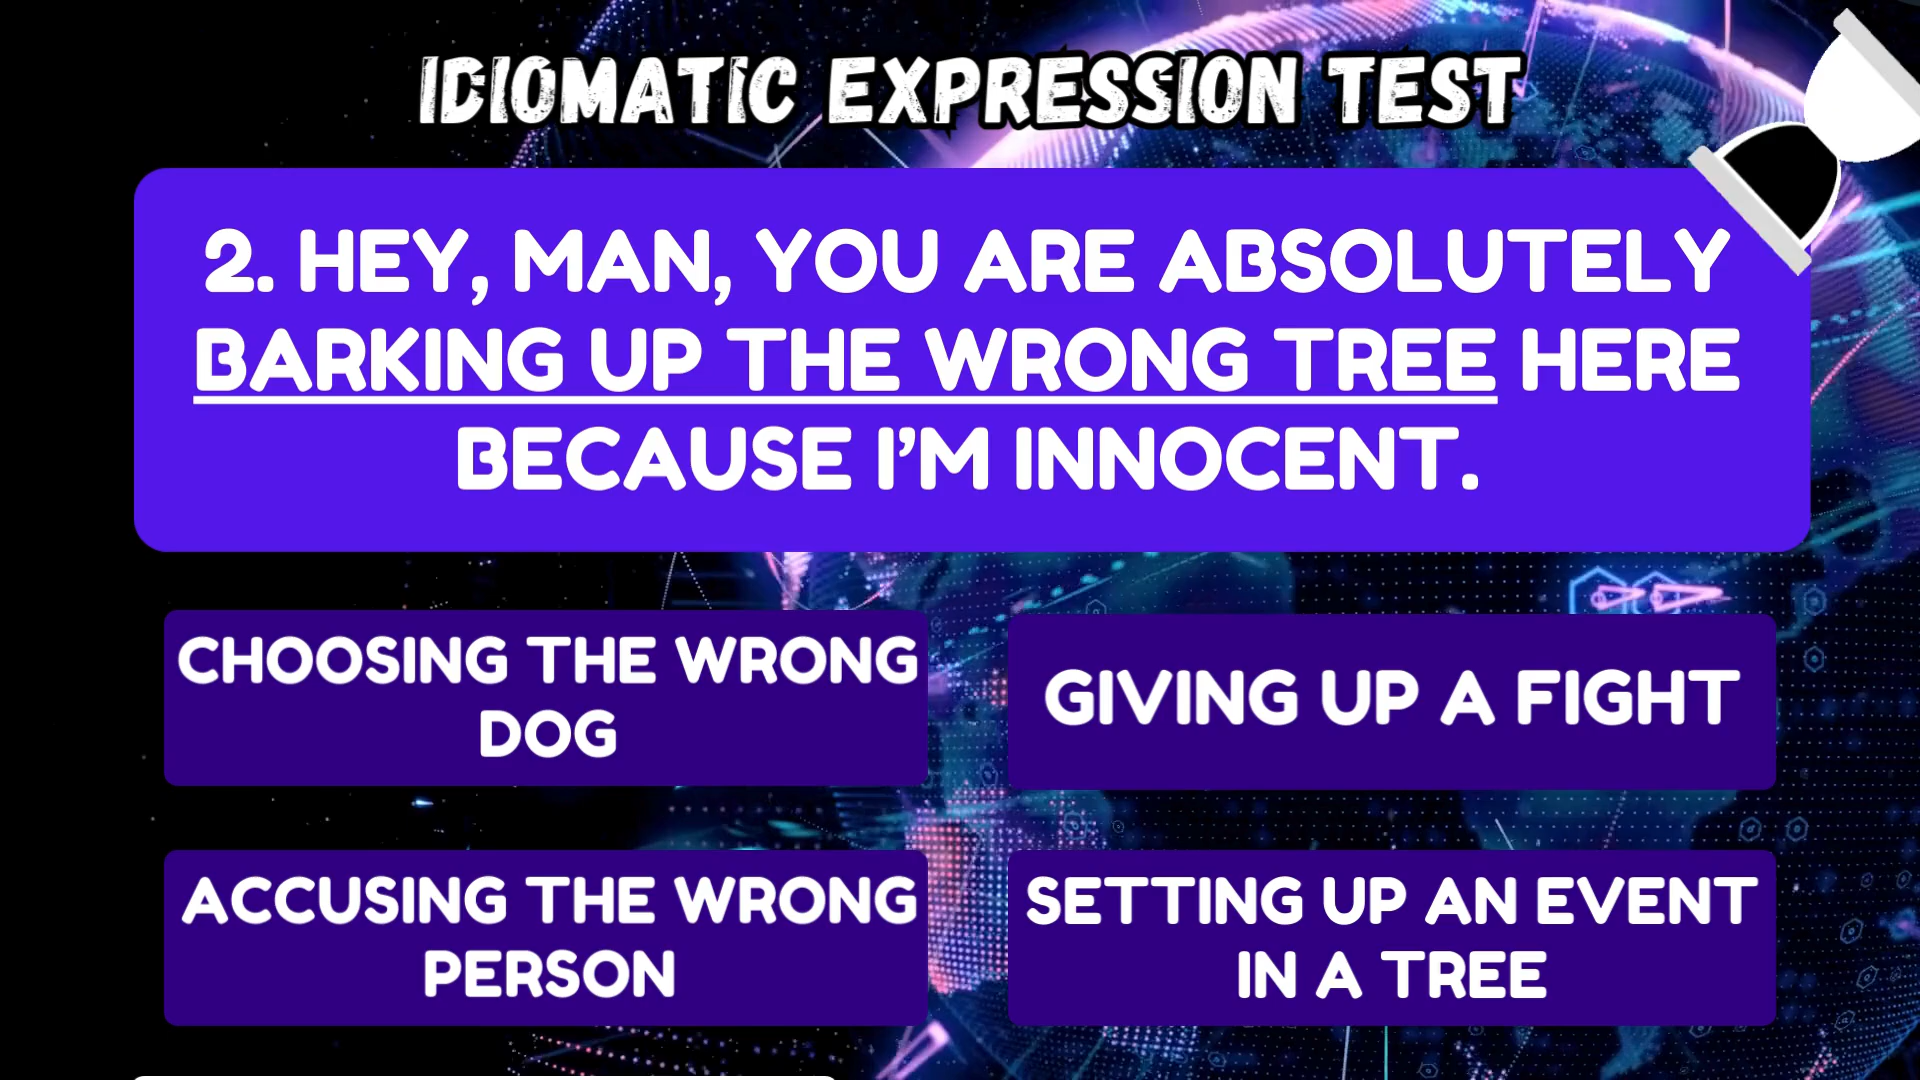 IDIOMATIC EXPRESSION TEST
2. HEY, MAN, YOU ARE ABSOLUTELY
BARKING UP THE WRONG TREE HERE
BECAUSE I’M INNOCENT.
CHOOSING THE WRONG
DOG
GIVING UP A FIGHT
ACCUSING THE WRONG
PERSON
SETTING UP AN EVENT
IN A TREE